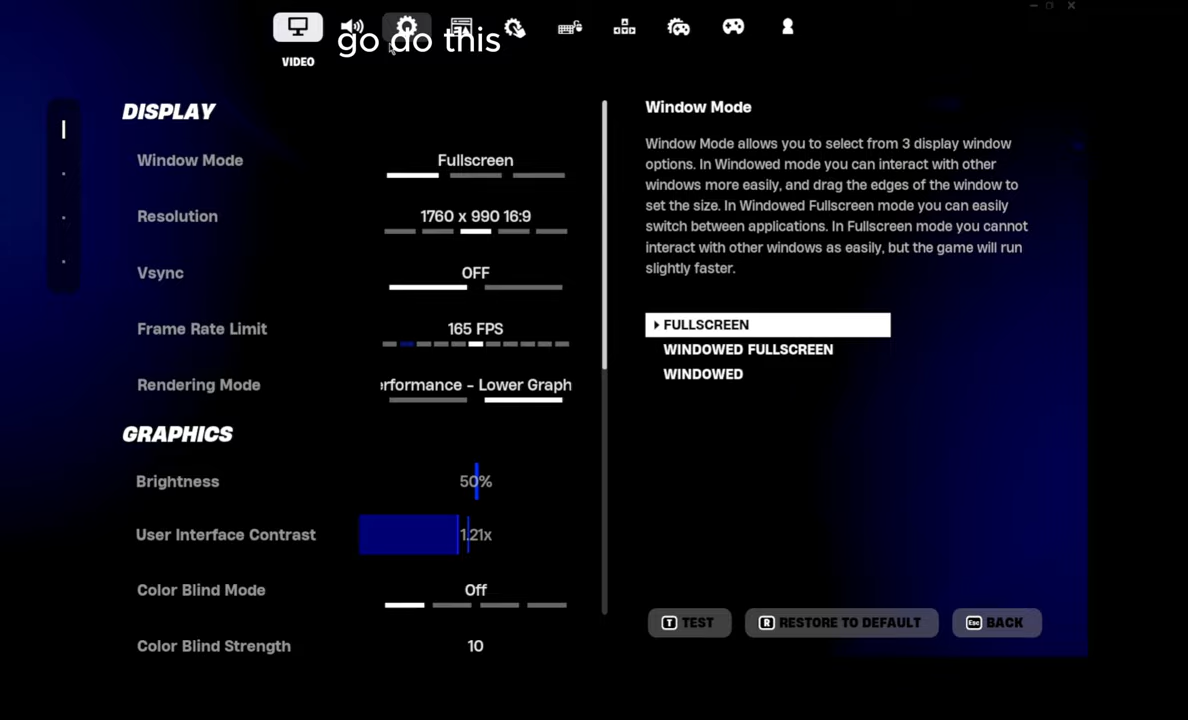 go do this
VIDEO
DISPLAY
Window Mode
Fullscreen
Resolution
1760 x 990 16:9
Vsync
OFF
Frame Rate Limit
165 FPS
Rendering Mode
erformance - Lower Graph
GRAPHICS
Brightness
50%
User Interface Contrast
1.21x
Color Blind Mode
Off
Color Blind Strength
10
Window Mode
Window Mode allows you to select from 3 display window
options. In Windowed mode you can interact with other
windows more easily, and drag the edges of the window to
set the size. In Windowed Fullscreen mode you can easily
switch between applications. In Fullscreen mode you cannot
interact with other windows as easily, but the game will run
slightly faster.
FULLSCREEN
WINDOWED FULLSCREEN
WINDOWED
T TEST
R RESTORE TO DEFAULT
Esc BACK